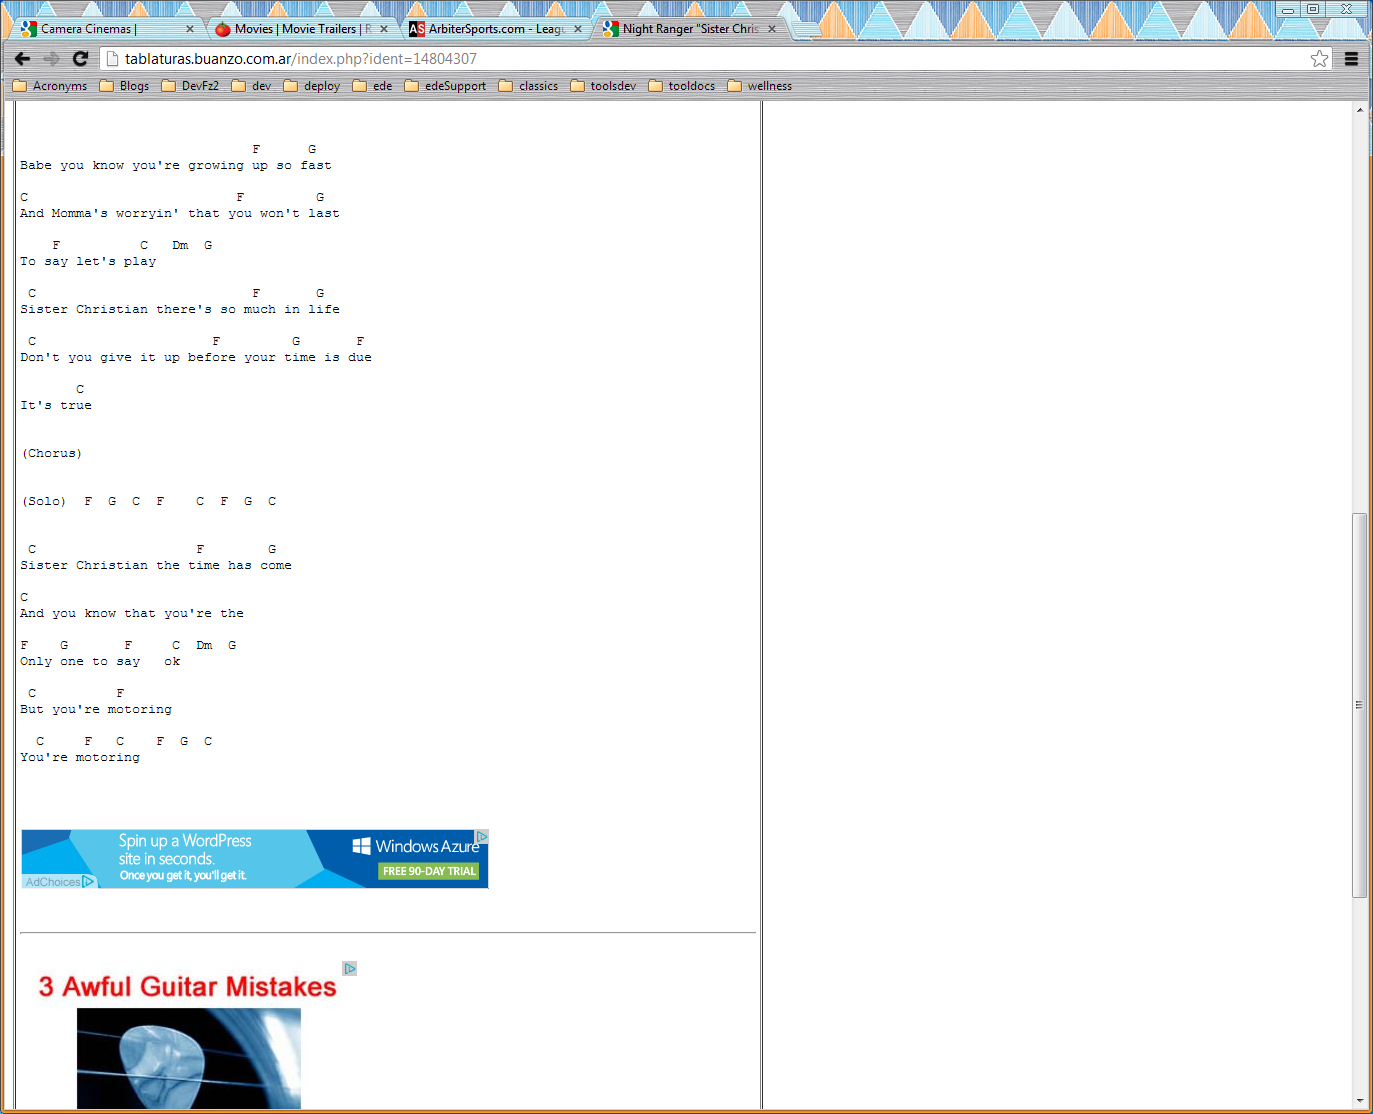 Camera Cinemas |
Movies | Movie Trailers | R
ArbiterSports.com - Leagu
Night Ranger "Sister Chris
tablaturas.buanzo.com.ar/index.php?ident=14804307
Acronyms Blogs DevFz2 dev deploy ede edeSupport classics toolsdev tooldocs wellness
F G
Babe you know you're growing up so fast
C F G
And Momma's worryin' that you won't last
F C Dm G
To say let's play
C F G
Sister Christian there's so much in life
C F G F
Don't you give it up before your time is due
C
It's true
(Chorus)
(Solo) F G C F C F G C
C F G
Sister Christian the time has come
C
And you know that you're the
F G F C Dm G
Only one to say ok
C F
But you're motoring
C F C F G C
You're motoring
Spin up a WordPress
site in seconds.
Once you get it, you'll get it.
AdChoices
Windows Azure
FREE 90-DAY TRIAL
3 Awful Guitar Mistakes